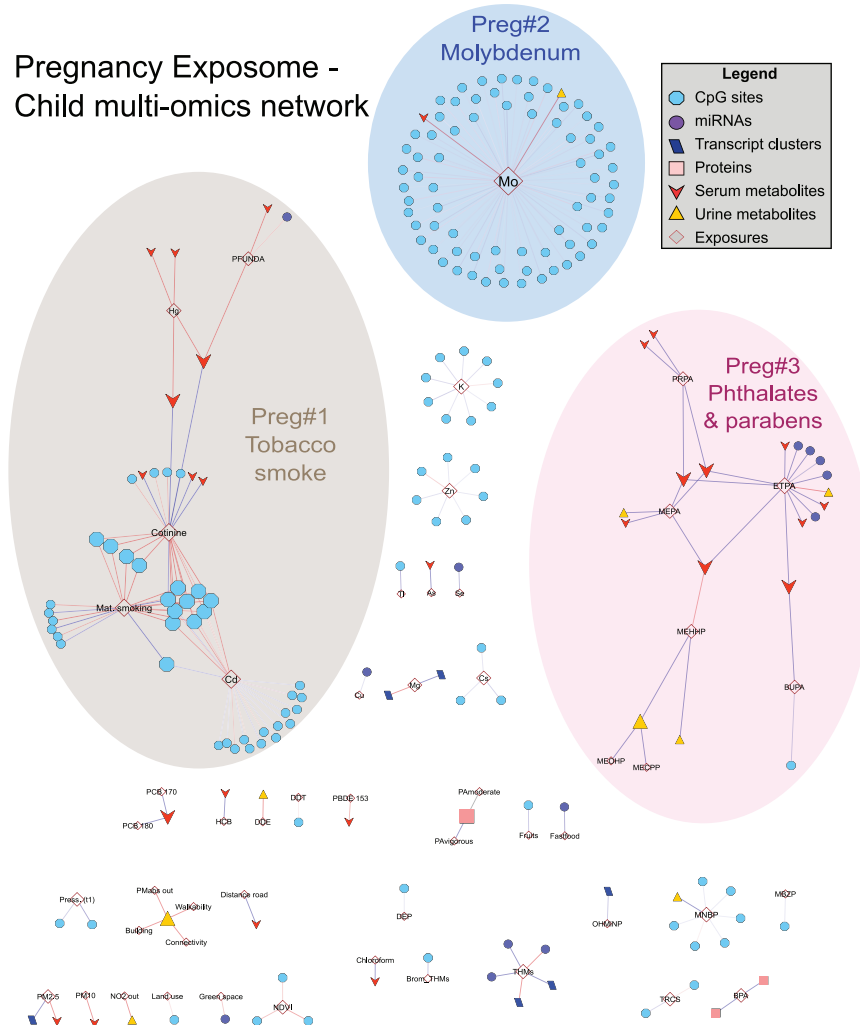 Pregnancy Exposome -
Child multi-omics network
Preg#2
Molybdenum
Mo
Legend
CpG sites
miRNAs
Transcript clusters
Proteins
Serum metabolites
Urine metabolites
Exposures
PFUNDA
Hg
Preg#1
Tobacco
smoke
Cotinine
Mat. smoking
Cd
K
Zn
Tl
As
Se
Cu
Mg
Cs
Preg#3
Phthalates
& parabens
PRPA
ETPA
MEPA
MEHHP
BUPA
MEOHP
MECPP
PCB 170
PCB 180
HCB
DDE
DDT
PBDE 153
PAmoderate
PAvigorous
Fruits
Fastfood
Press. (t1)
PMabs out
Walkability
Building
Connectivity
Distance road
DEP
OHMiNP
MNBP
MBZP
Chloroform
Brom_THMs
THMs
PM2.5
PM10
NO2 out
Land use
Green space
NDVI
TRCS
BPA